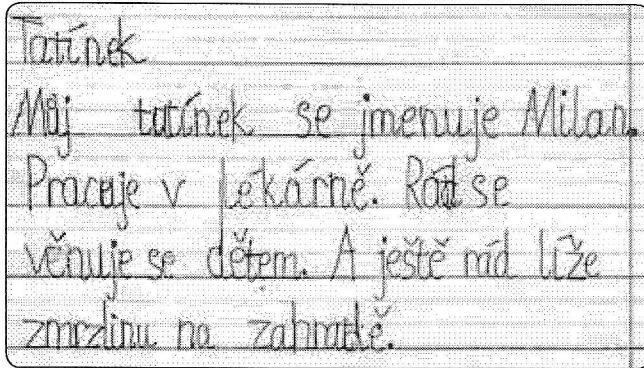 Tatínek
Můj tatínek se jmenuje Milan.
Pracuje v lékárně. Rád se
věnuje se dětem. A ještě rád líže
zmrzlinu na zahradě.